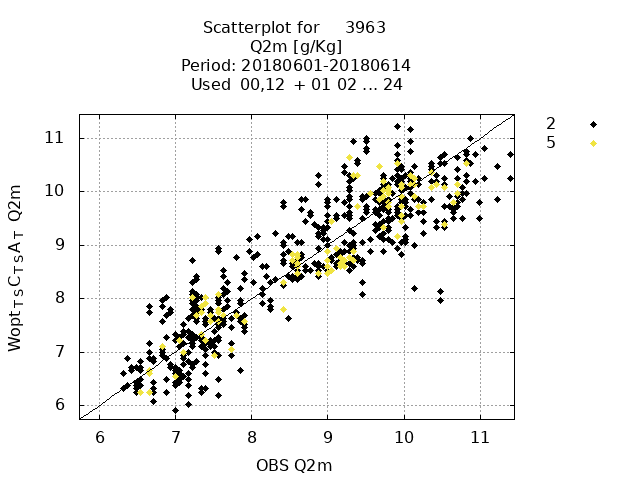 Scatterplot for 3963
Q2m [g/Kg]
Period: 20180601-20180614
Used 00,12 + 01 02 ... 24
2
5
11
10
9
8
7
6
Wopt T S C T S A T Q2m
6 7 8 9 10 11
OBS Q2m